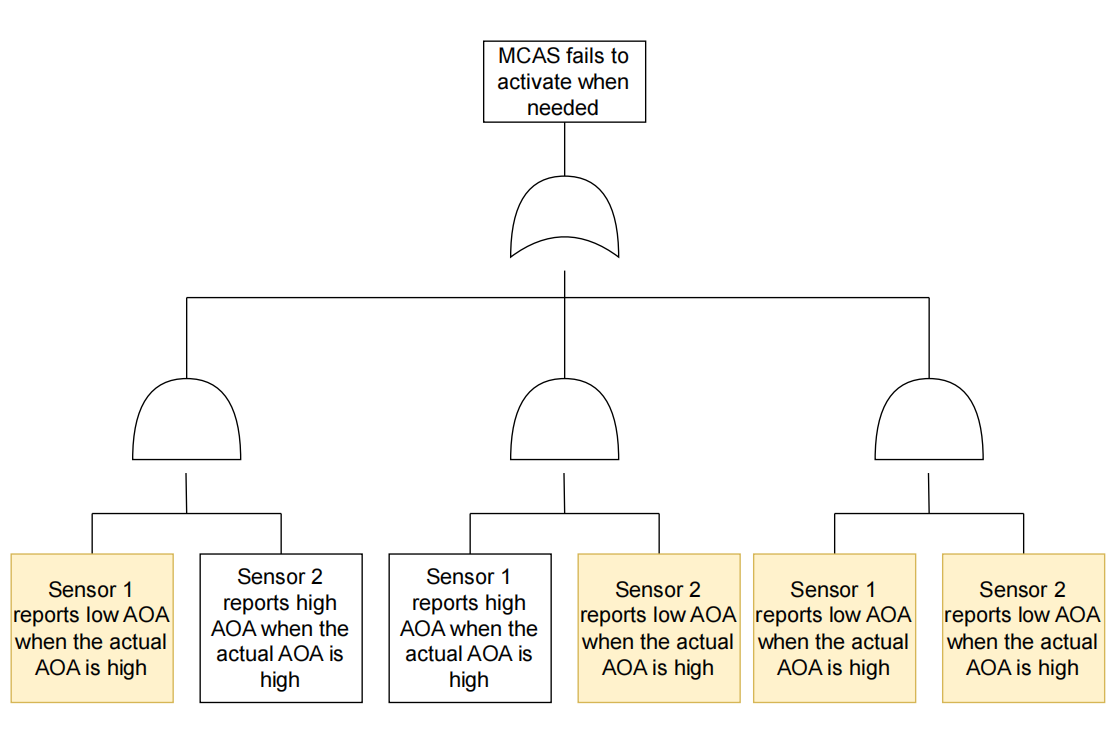 MCAS fails to
activate when
needed
Sensor 1
reports low AOA
when the actual
AOA is high
Sensor 2
reports high
AOA when the
actual AOA is
high
Sensor 1
reports high
AOA when the
actual AOA is
high
Sensor 2
reports low AOA
when the actual
AOA is high
Sensor 1
reports low AOA
when the actual
AOA is high
Sensor 2
reports low AOA
when the actual
AOA is high